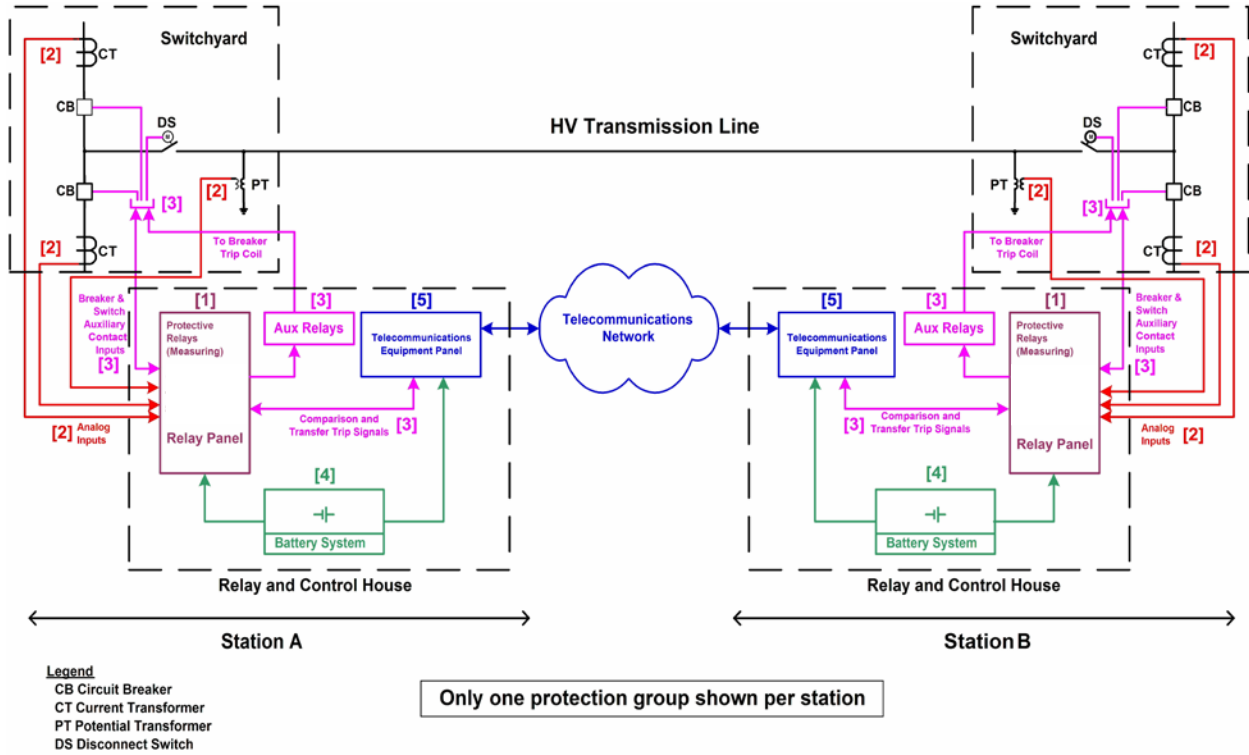 Switchyard
[2]
CT
CB
DS
CB
[2]
PT
[3]
[2]
CT
To Breaker
Trip Coil
HV Transmission Line
Switchyard
[2]
CT
CB
DS
PT
[2]
CB
[3]
CT
[2]
To Breaker
Trip Coil
Breaker &
Switch
Auxiliary
Contact
Inputs
[3]
[1]
Protective
Relays
(Measuring)
Relay Panel
[3]
Aux Relays
[5]
Telecommunications
Equipment Panel
Comparison and
Transfer Trip Signals
[3]
[2] Analog
Inputs
[4]
Battery System
Relay and Control House
Telecommunications
Network
[5]
Telecommunications
Equipment Panel
[3]
Aux Relays
[1]
Protective
Relays
(Measuring)
Relay Panel
Breaker &
Switch
Auxiliary
Contact
Inputs
[3]
[3]
Comparison and
Transfer Trip Signals
Analog
Inputs
[2]
[4]
Battery System
Relay and Control House
Station A
Station B
Legend
CB Circuit Breaker
CT Current Transformer
PT Potential Transformer
DS Disconnect Switch
Only one protection group shown per station